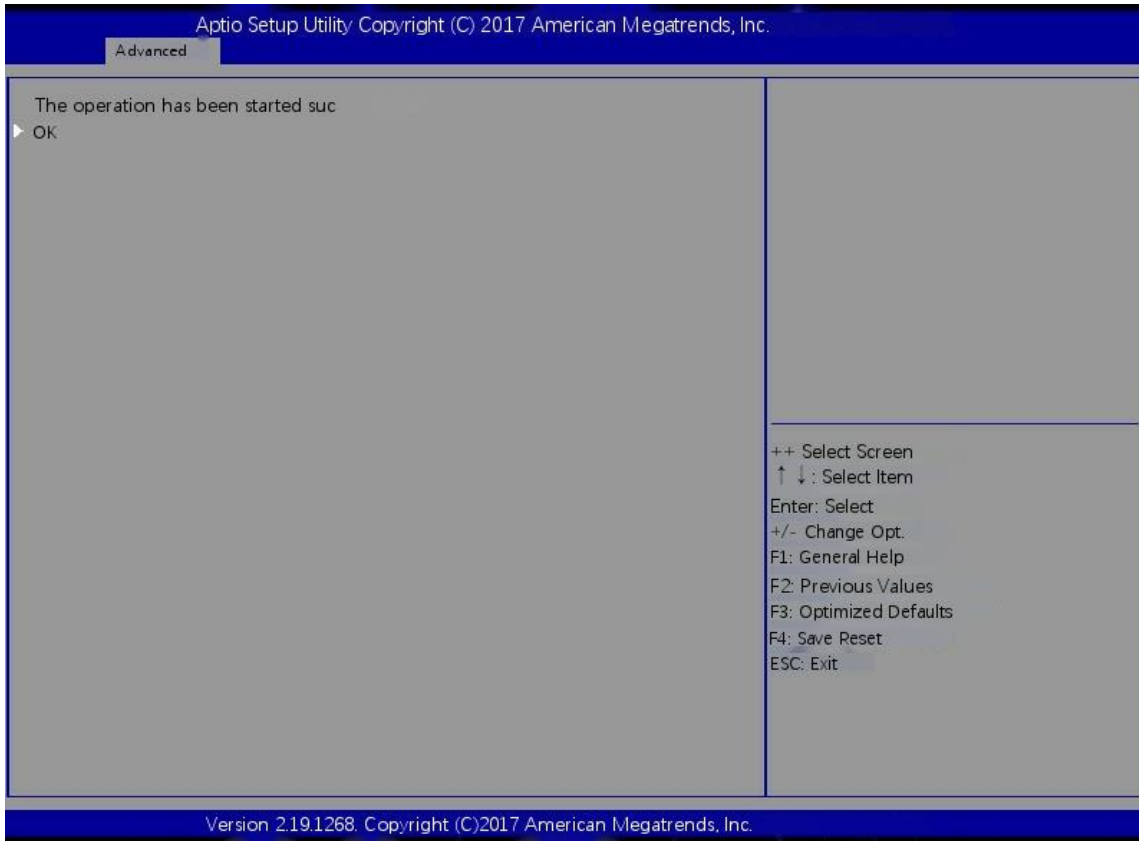 Aptio Setup Utility Copyright (C) 2017 American Megatrends, Inc.
Advanced
The operation has been started suc
OK
++ Select Screen
↑ ↓ : Select Item
Enter: Select
+/- Change Opt.
F1: General Help
F2: Previous Values
F3: Optimized Defaults
F4: Save Reset
ESC: Exit
Version 2.19.1268. Copyright (C)2017 American Megatrends, Inc.